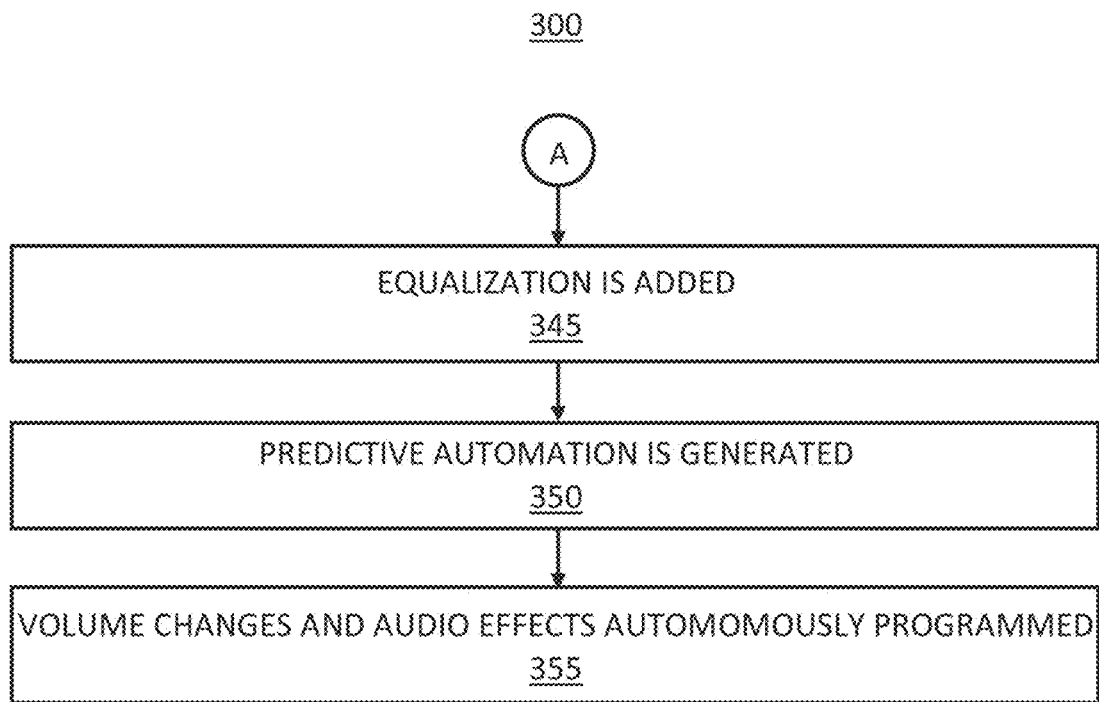 300
A
EQUALIZATION IS ADDED
345
PREDICTIVE AUTOMATION IS GENERATED
350
VOLUME CHANGES AND AUDIO EFFECTS AUTOMOMOUSLY PROGRAMMED
355